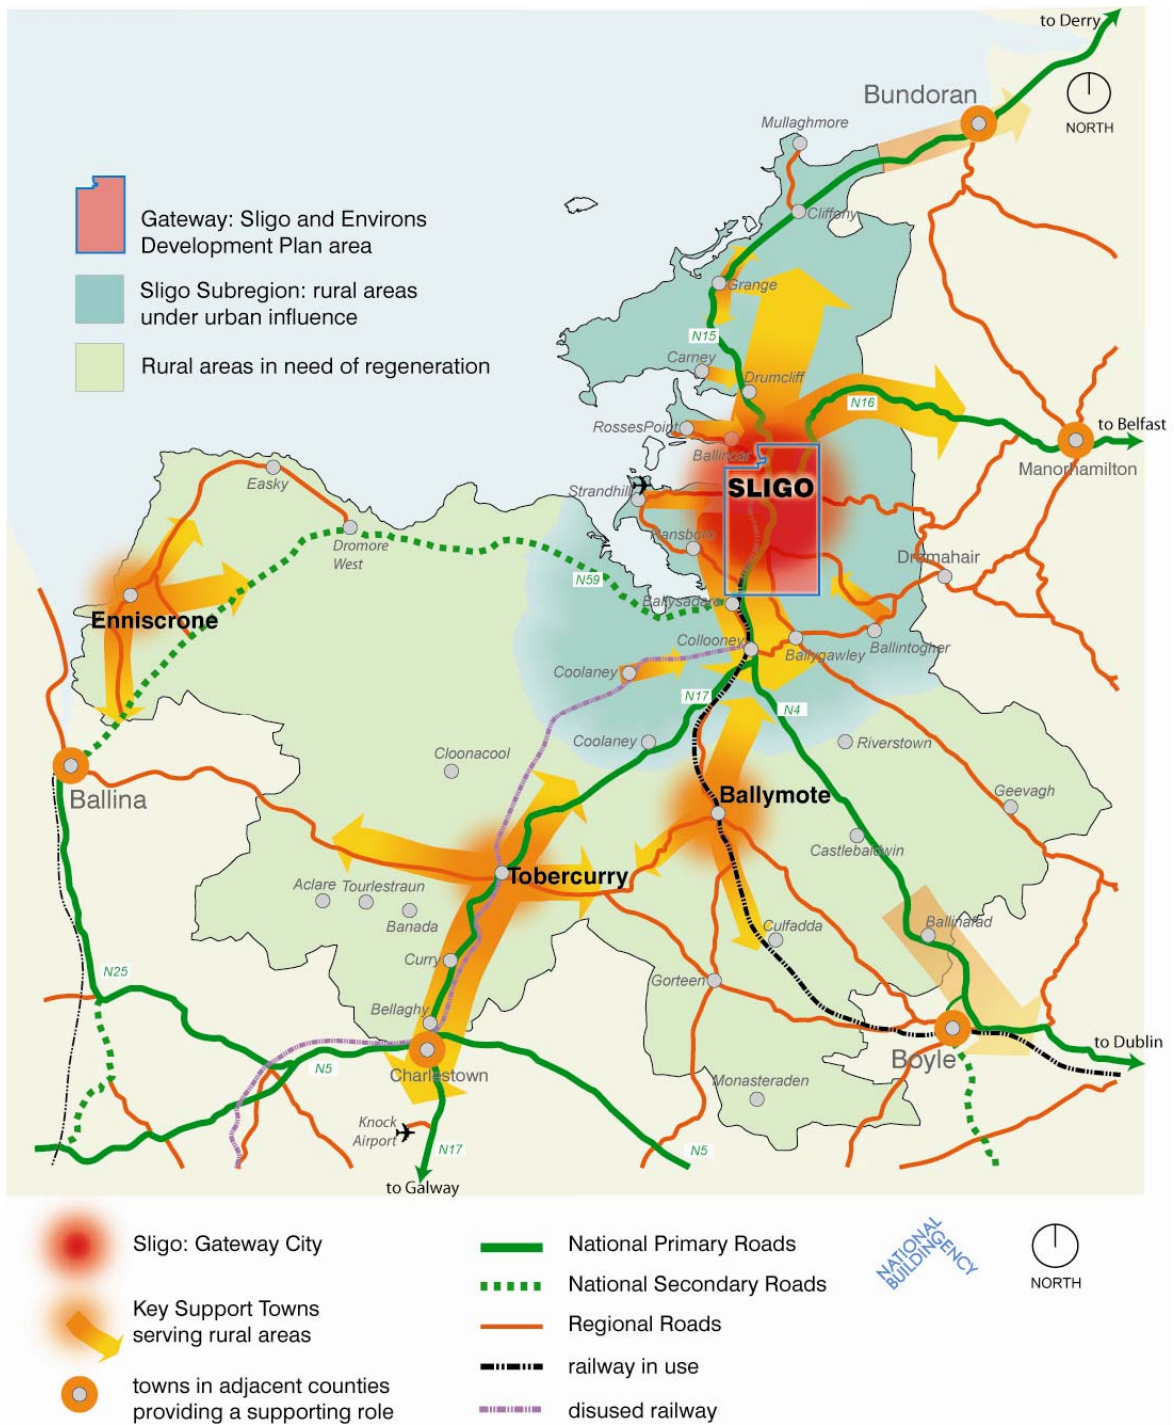 to Derry
Bundoran
NORTH
Mullaghmore
Cliffony
Gateway: Sligo and Environs
Development Plan area
Sligo Subregion: rural areas
under urban influence
Rural areas in need of regeneration
Grange
N15
Carney
Drumcliff
N16
RossesPoint
Ballincar
to Belfast
Manorhamilton
Easky
Strandhill
SLIGO
Dromore
West
Ransboro
Dromahair
N59
Enniscrone
Ballysadare
Collooney
Ballygawley
Ballintogher
Coolaney
N17
N4
Coolaney
Riverstown
Cloonacool
Ballina
Ballymote
Geevagh
Castlebaldwin
Tobercurry
Aclare
Tourlestraun
Banada
Culfadda
Ballinafad
Curry
Gorteen
N25
Bellaghy
Boyle
to Dublin
N5
Charlestown
Monasteraden
Knock
Airport
N17
N5
to Galway
Sligo: Gateway City
Key Support Towns
serving rural areas
towns in adjacent counties
providing a supporting role
National Primary Roads
National Secondary Roads
Regional Roads
railway in use
disused railway
NATIONAL
BUILDINGENCY
NORTH